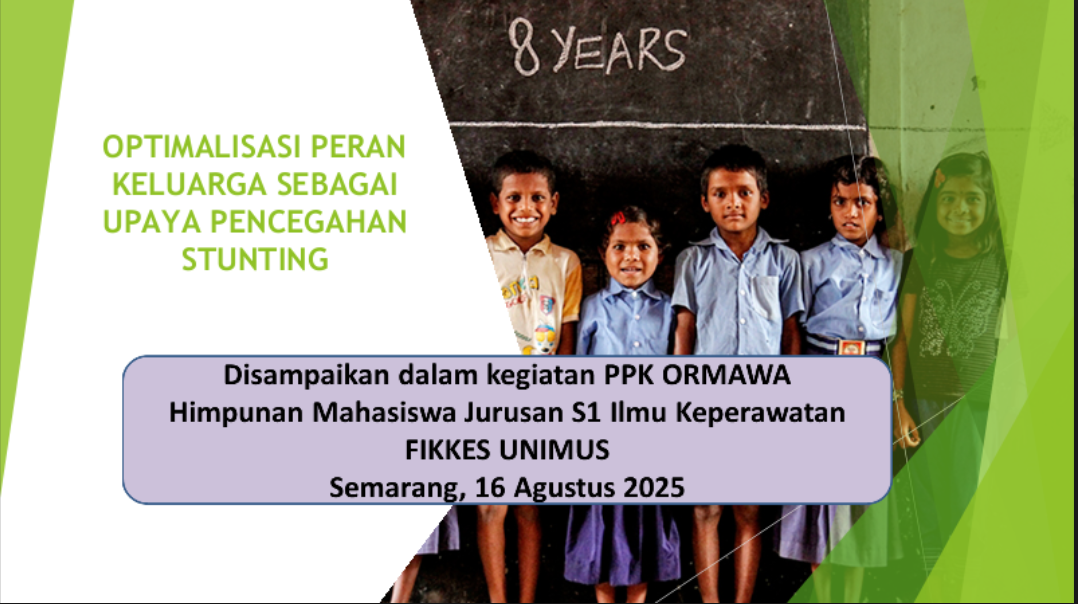 8 YEARS
OPTIMALISASI PERAN
KELUARGA SEBAGAI
UPAYA PENCEGAHAN
STUNTING
Disampaikan dalam kegiatan PPK ORMAWA
Himpunan Mahasiswa Jurusan S1 Ilmu Keperawatan
FIKKES UNIMUS
Semarang, 16 Agustus 2025